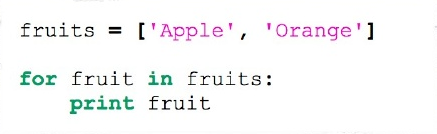 fruits = ['Apple', 'Orange']
for fruit in fruits:
    print fruit